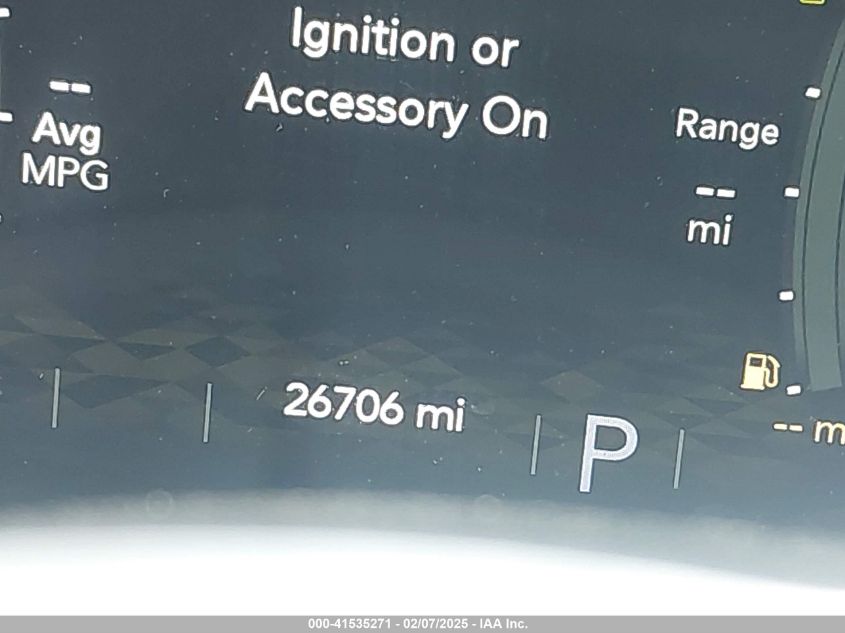 Ignition or
Accessory On
--
Avg
MPG
Range
--
mi
26706 mi
P
-- m
000-41535271 - 02/07/2025 - IAA Inc.